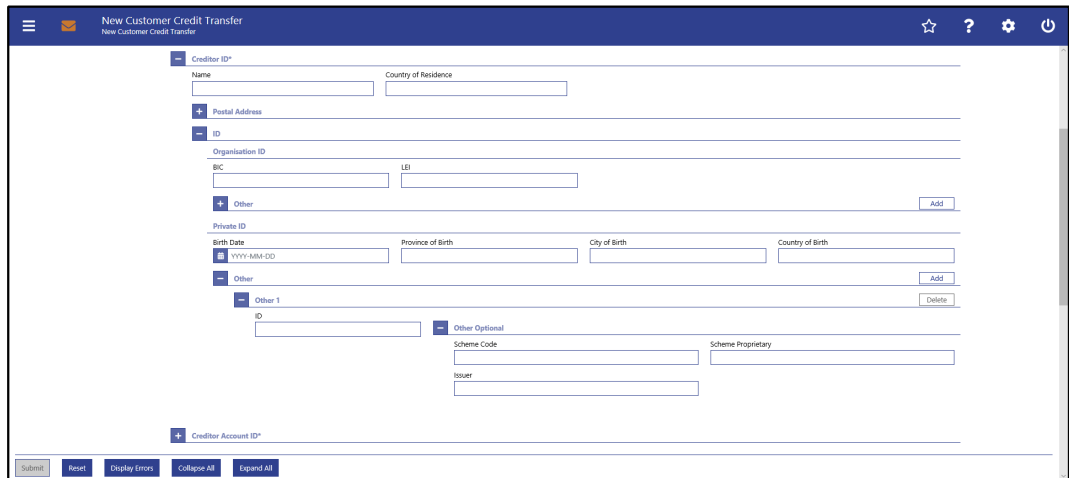 New Customer Credit Transfer
New Customer Credit Transfer
Creditor ID*
Name Country of Residence
Postal Address
ID
Organisation ID
BIC LEI
Other Add
Private ID
Birth Date Province of Birth City of Birth Country of Birth
YYYY-MM-DD
Other Add
Other 1 Delete
ID
Other Optional
Scheme Code Scheme Proprietary
Issuer
Creditor Account ID*
Submit Reset Display Errors Collapse All Expand All